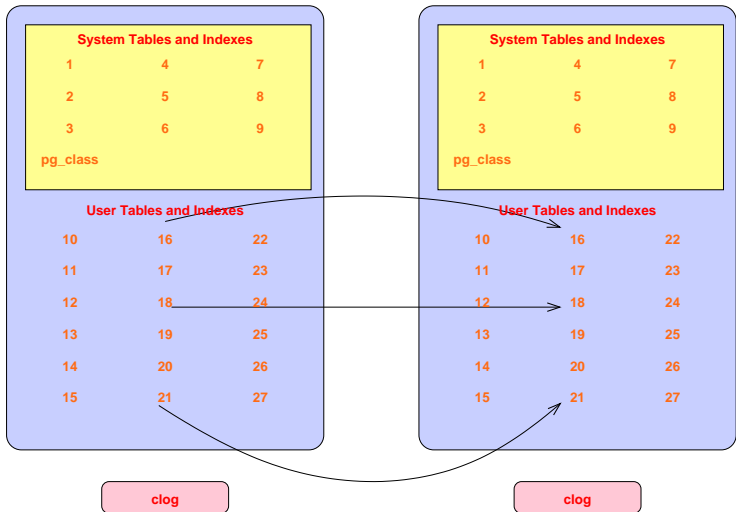 System Tables and Indexes
1 4 7
2 5 8
3 6 9
pg_class
User Tables and Indexes
10 16 22
11 17 23
12 18 24
13 19 25
14 20 26
15 21 27
clog
System Tables and Indexes
1 4 7
2 5 8
3 6 9
pg_class
User Tables and Indexes
10 16 22
11 17 23
12 18 24
13 19 25
14 20 26
15 21 27
clog